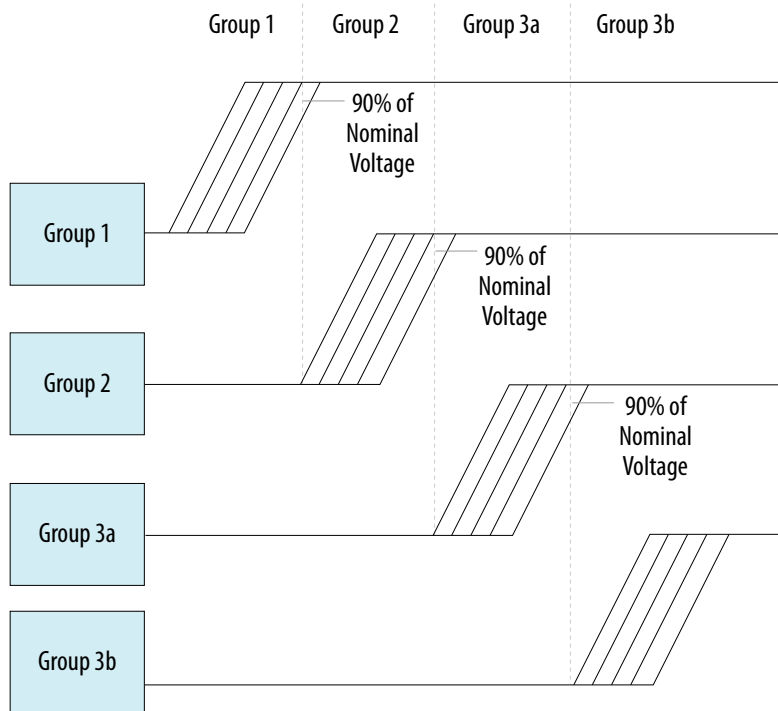 Group 1
Group 2
Group 3a
Group 3b
90% of
Nominal
Voltage
Group 1
90% of
Nominal
Voltage
Group 2
90% of
Nominal
Voltage
Group 3a
Group 3b